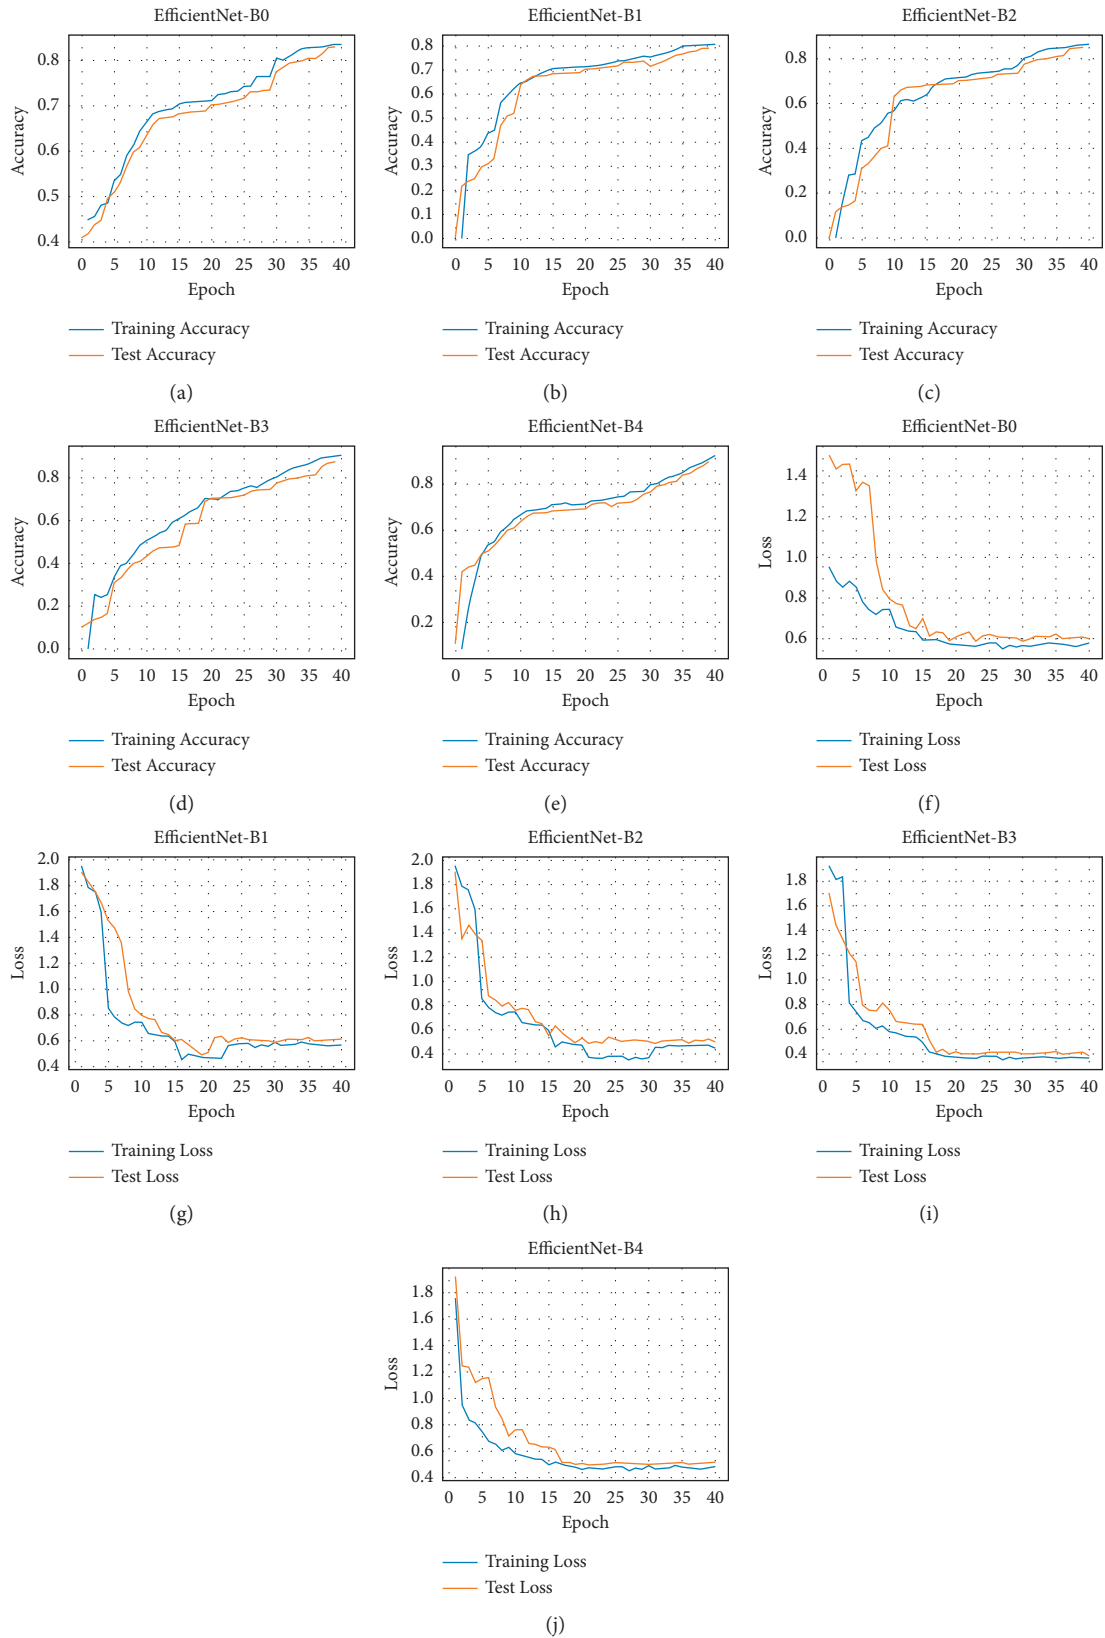 EfficientNet-B0
Accuracy
0.8
0.7
0.6
0.5
0.4
0 5 10 15 20 25 30 35 40
Epoch
Training Accuracy
Test Accuracy
(a)
EfficientNet-B1
Accuracy
0.8
0.7
0.6
0.5
0.4
0.3
0.2
0.1
0.0
0 5 10 15 20 25 30 35 40
Epoch
Training Accuracy
Test Accuracy
(b)
EfficientNet-B2
Accuracy
0.8
0.6
0.4
0.2
0.0
0 5 10 15 20 25 30 35 40
Epoch
Training Accuracy
Test Accuracy
(c)
EfficientNet-B3
Accuracy
0.8
0.6
0.4
0.2
0.0
0 5 10 15 20 25 30 35 40
Epoch
Training Accuracy
Test Accuracy
(d)
EfficientNet-B4
Accuracy
0.8
0.6
0.4
0.2
0 5 10 15 20 25 30 35 40
Epoch
Training Accuracy
Test Accuracy
(e)
EfficientNet-B0
Loss
1.4
1.2
1.0
0.8
0.6
0 5 10 15 20 25 30 35 40
Epoch
Training Loss
Test Loss
(f)
EfficientNet-B1
Loss
2.0
1.8
1.6
1.4
1.2
1.0
0.8
0.6
0.4
0 5 10 15 20 25 30 35 40
Epoch
Training Loss
Test Loss
(g)
EfficientNet-B2
Loss
2.0
1.8
1.6
1.4
1.2
1.0
0.8
0.6
0.4
0 5 10 15 20 25 30 35 40
Epoch
Training Loss
Test Loss
(h)
EfficientNet-B3
Loss
1.8
1.6
1.4
1.2
1.0
0.8
0.6
0.4
0 5 10 15 20 25 30 35 40
Epoch
Training Loss
Test Loss
(i)
EfficientNet-B4
Loss
1.8
1.6
1.4
1.2
1.0
0.8
0.6
0.4
0 5 10 15 20 25 30 35 40
Epoch
Training Loss
Test Loss
(j)